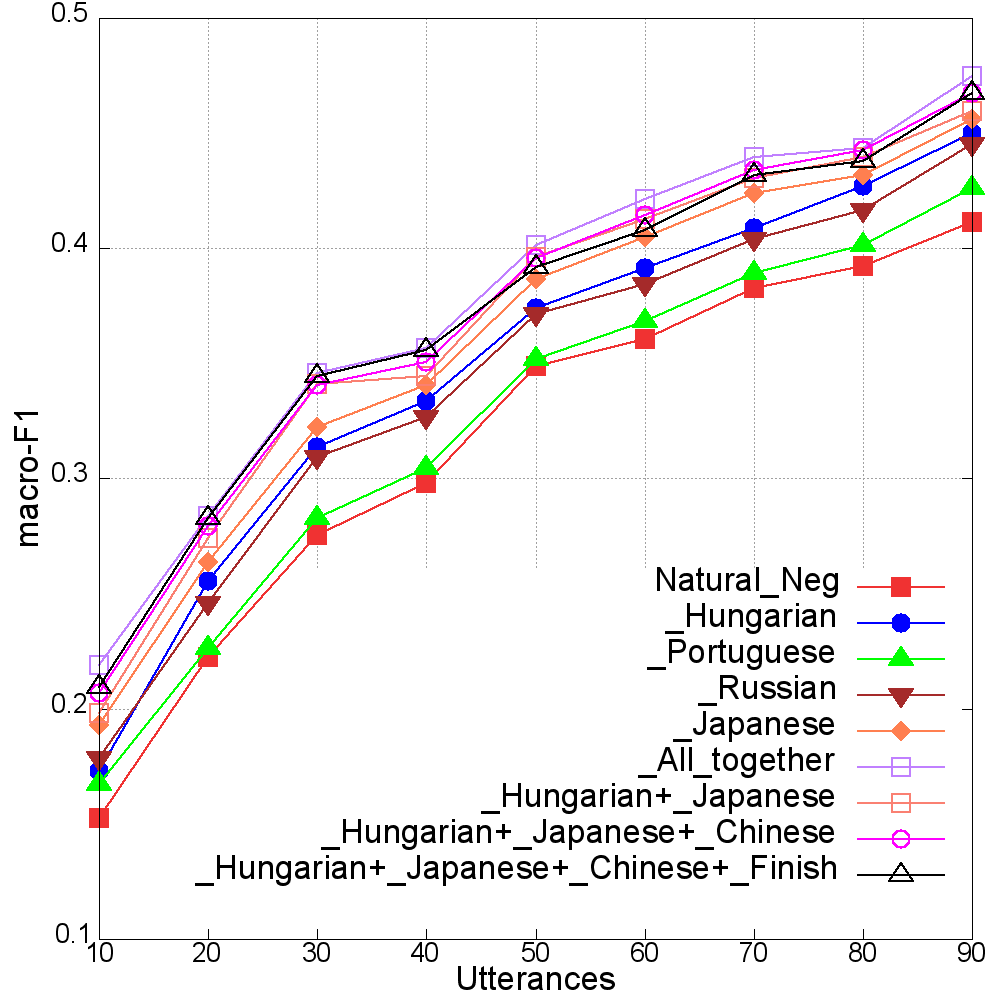 0.5
0.4
0.3
0.2
0.1
macro-F1
Natural_Neg
_Hungarian
_Portuguese
_Russian
_Japanese
_All_together
_Hungarian+_Japanese
_Hungarian+_Japanese+_Chinese
_Hungarian+_Japanese+_Chinese+_Finish
10 20 30 40 50 60 70 80 90
Utterances